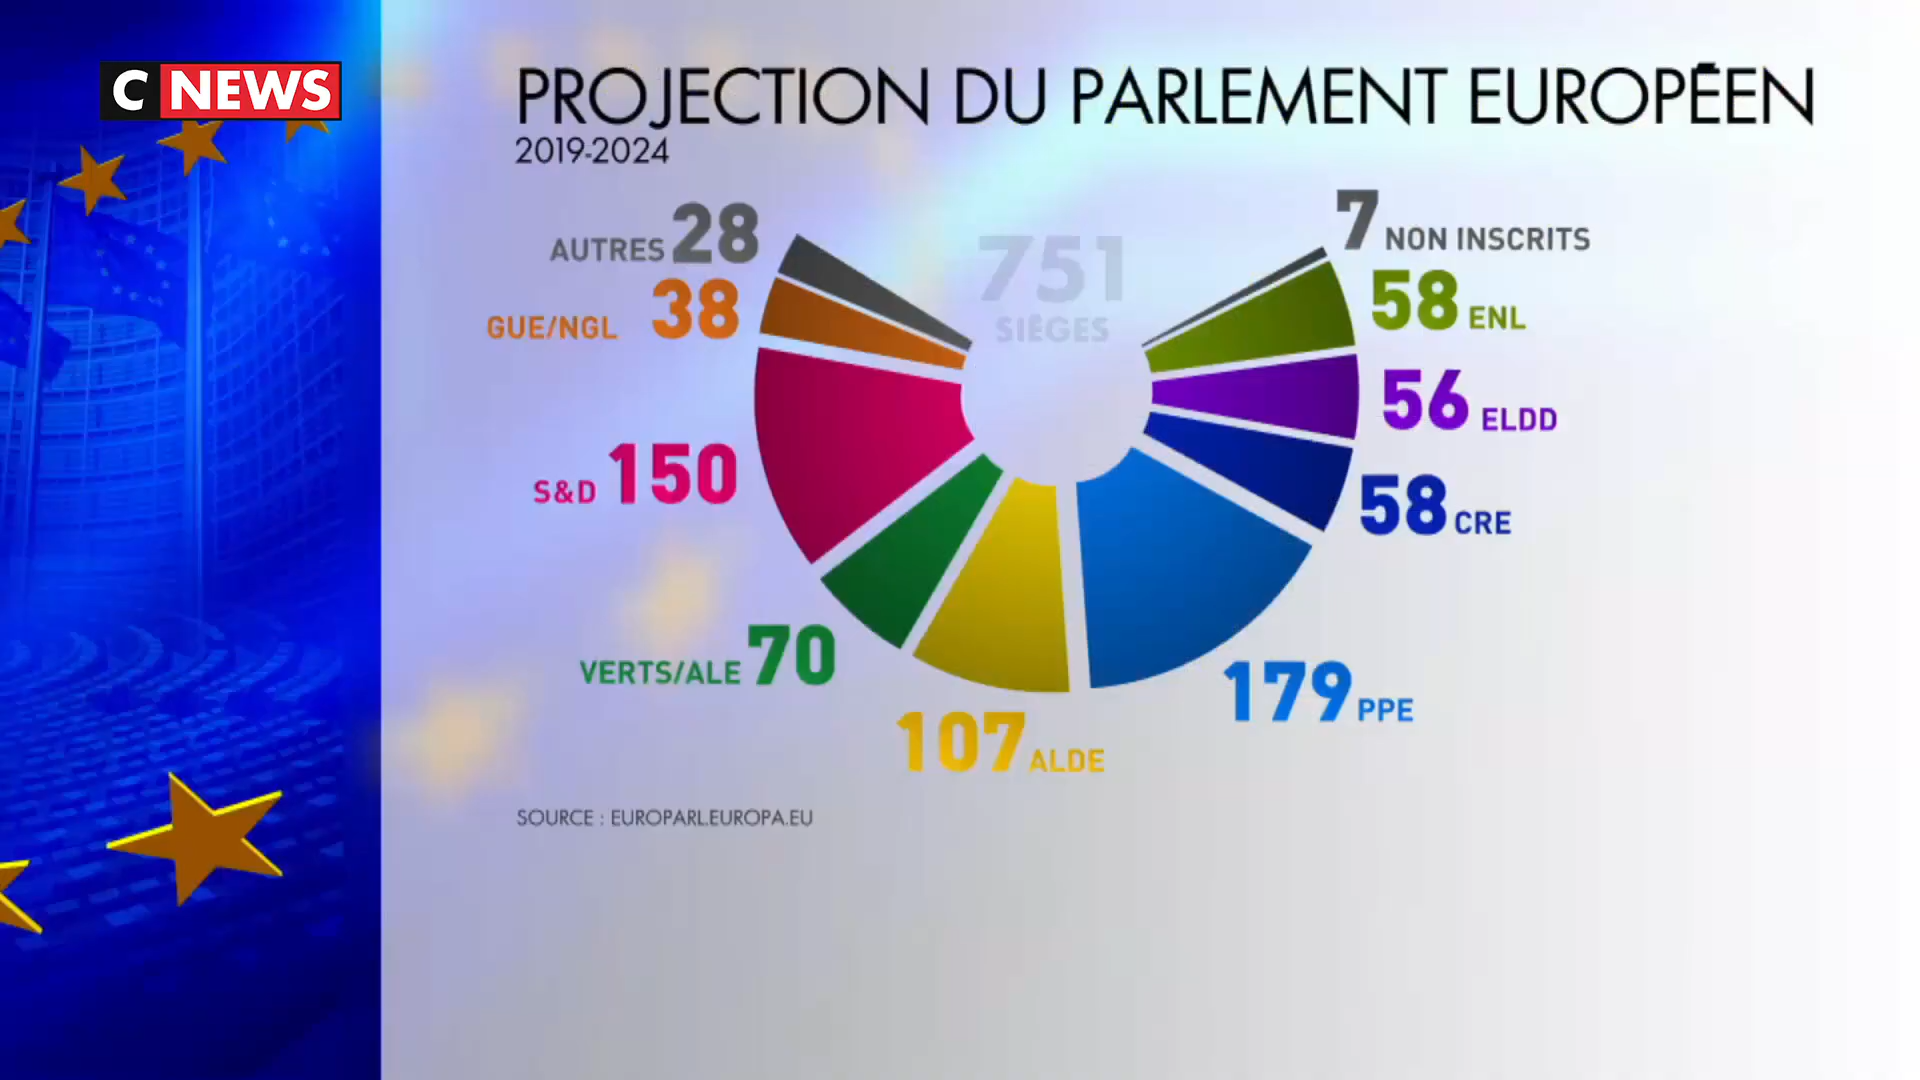 C NEWS
PROJECTION DU PARLEMENT EUROPÉEN
2019-2024
AUTRES 28
751
SIÈGES
7 NON INSCRITS
GUE/NGL 38
58 ENL
56 ELDD
S&D 150
58 CRE
VERTS/ALE 70
179 PPE
107 ALDE
SOURCE : EUROPARL.EUROPA.EU